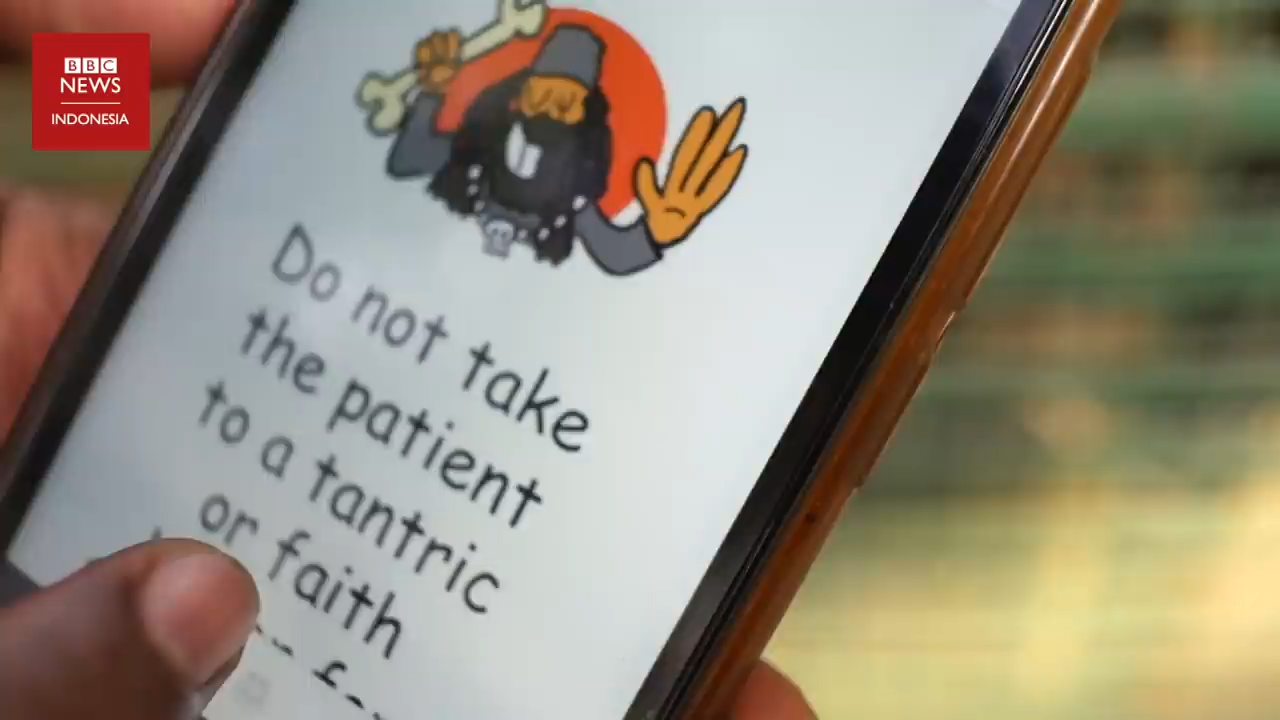 BBC
NEWS
INDONESIA
Do not take
the patient
to a tantric
or faith